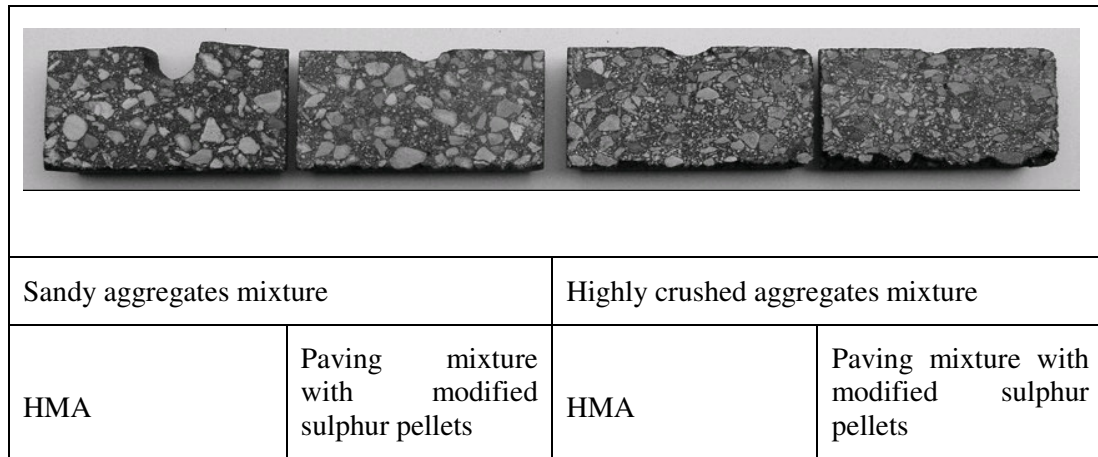 Sandy aggregates mixture
Highly crushed aggregates mixture
HMA
Paving mixture
with modified
sulphur pellets
HMA
Paving mixture with
modified sulphur
pellets